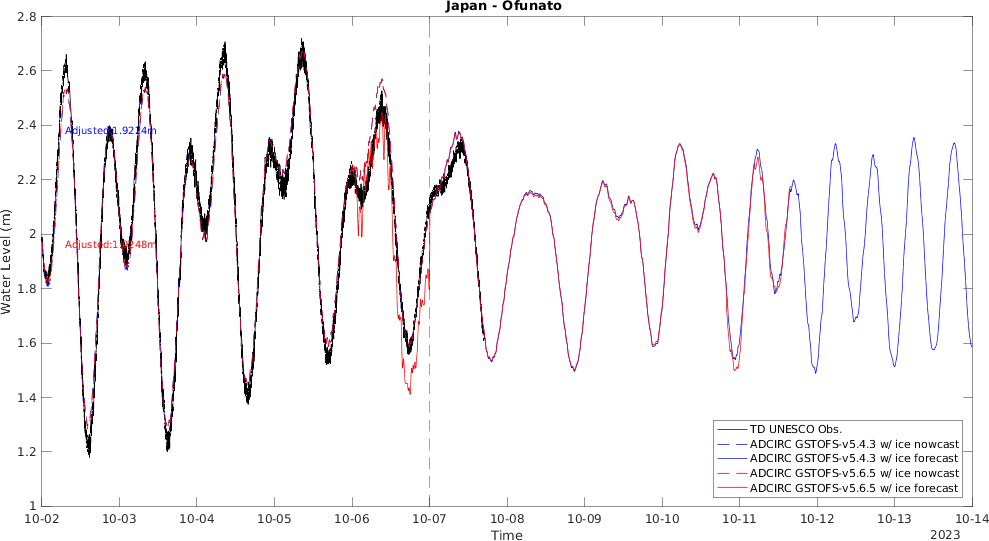 Japan - Ofunato
Water Level (m)
2.8
2.6
2.4
2.2
2
1.8
1.6
1.4
1.2
1
Adjusted:1.9224m
TD UNESCO Obs.
ADCIRC GSTOFS-v5.4.3 w/ ice nowcast
ADCIRC GSTOFS-v5.4.3 w/ ice forecast
ADCIRC GSTOFS-v5.6.5 w/ ice nowcast
ADCIRC GSTOFS-v5.6.5 w/ ice forecast
10-02 10-03 10-04 10-05 10-06 10-07 10-08 10-09 10-10 10-11 10-12 10-13 10-14
Time
2023